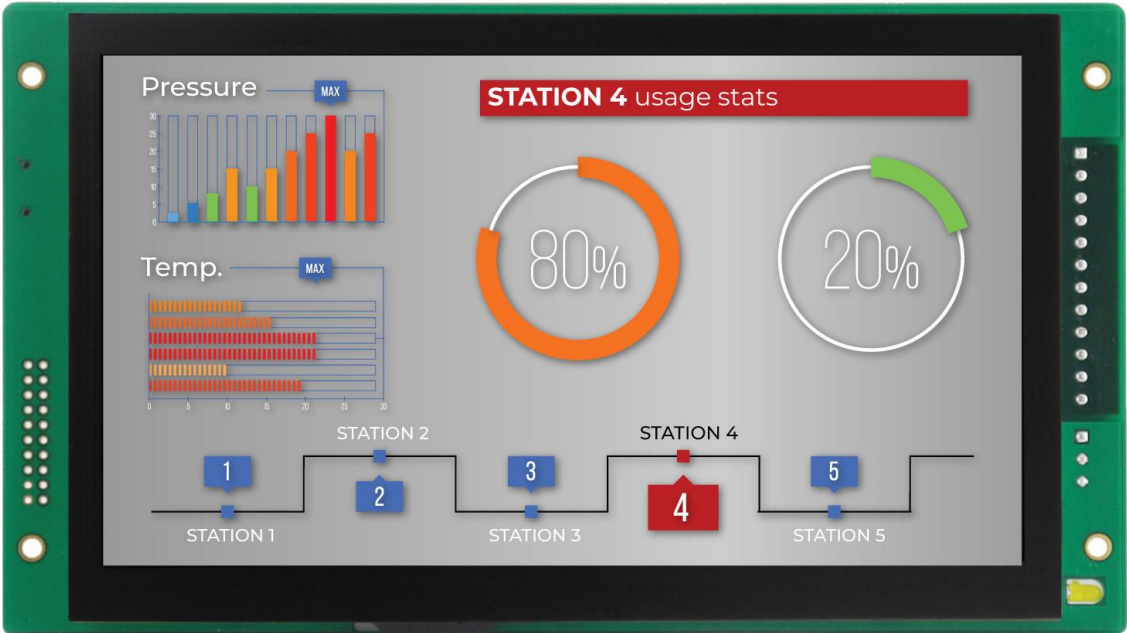 Pressure
MAX
30
25
20
15
10
5
0
STATION 4 usage stats
80%
20%
Temp.
MAX
0 5 10 15 20 25 30
STATION 2
STATION 4
1
3
5
2
4
STATION 1
STATION 3
STATION 5